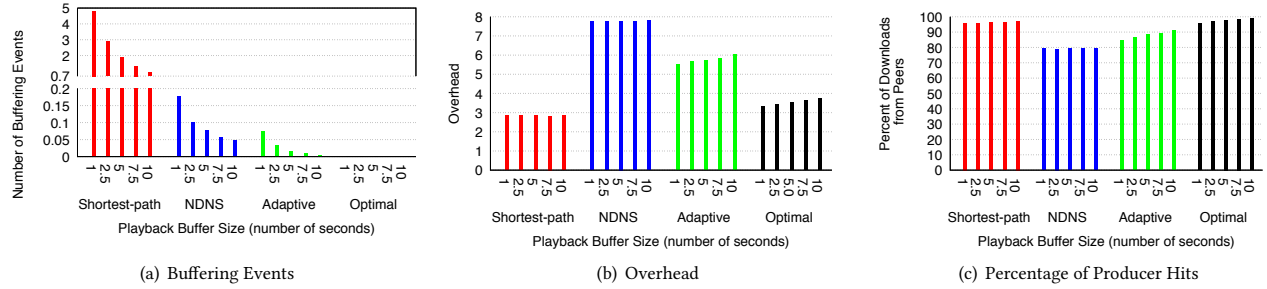 Number of Buffering Events
5
4
3
2
0.7
0.2
0.15
0.1
0.05
0
1 2.5 5 7.5 10 1 2.5 5 7.5 10 1 2.5 5 7.5 10 1 2.5 5 7.5 10
Shortest-path NDNS Adaptive Optimal
Playback Buffer Size (number of seconds)
(a) Buffering Events
Overhead
8
7
6
5
4
3
2
1
0
1 2.5 5 7.5 10 1 2.5 5 7.5 10 1 2.5 5 7.5 10 1 2.5 5.0 7.5 10
Shortest-path NDNS Adaptive Optimal
Playback Buffer Size (number of seconds)
(b) Overhead
Percent of Downloads
from Peers
100
90
80
70
60
50
40
30
20
10
0
1 2.5 5 7.5 10 1 2.5 5 7.5 10 1 2.5 5 7.5 10 1 2.5 5 7.5 10
Shortest-path NDNS Adaptive Optimal
Playback Buffer Size (number of seconds)
(c) Percentage of Producer Hits